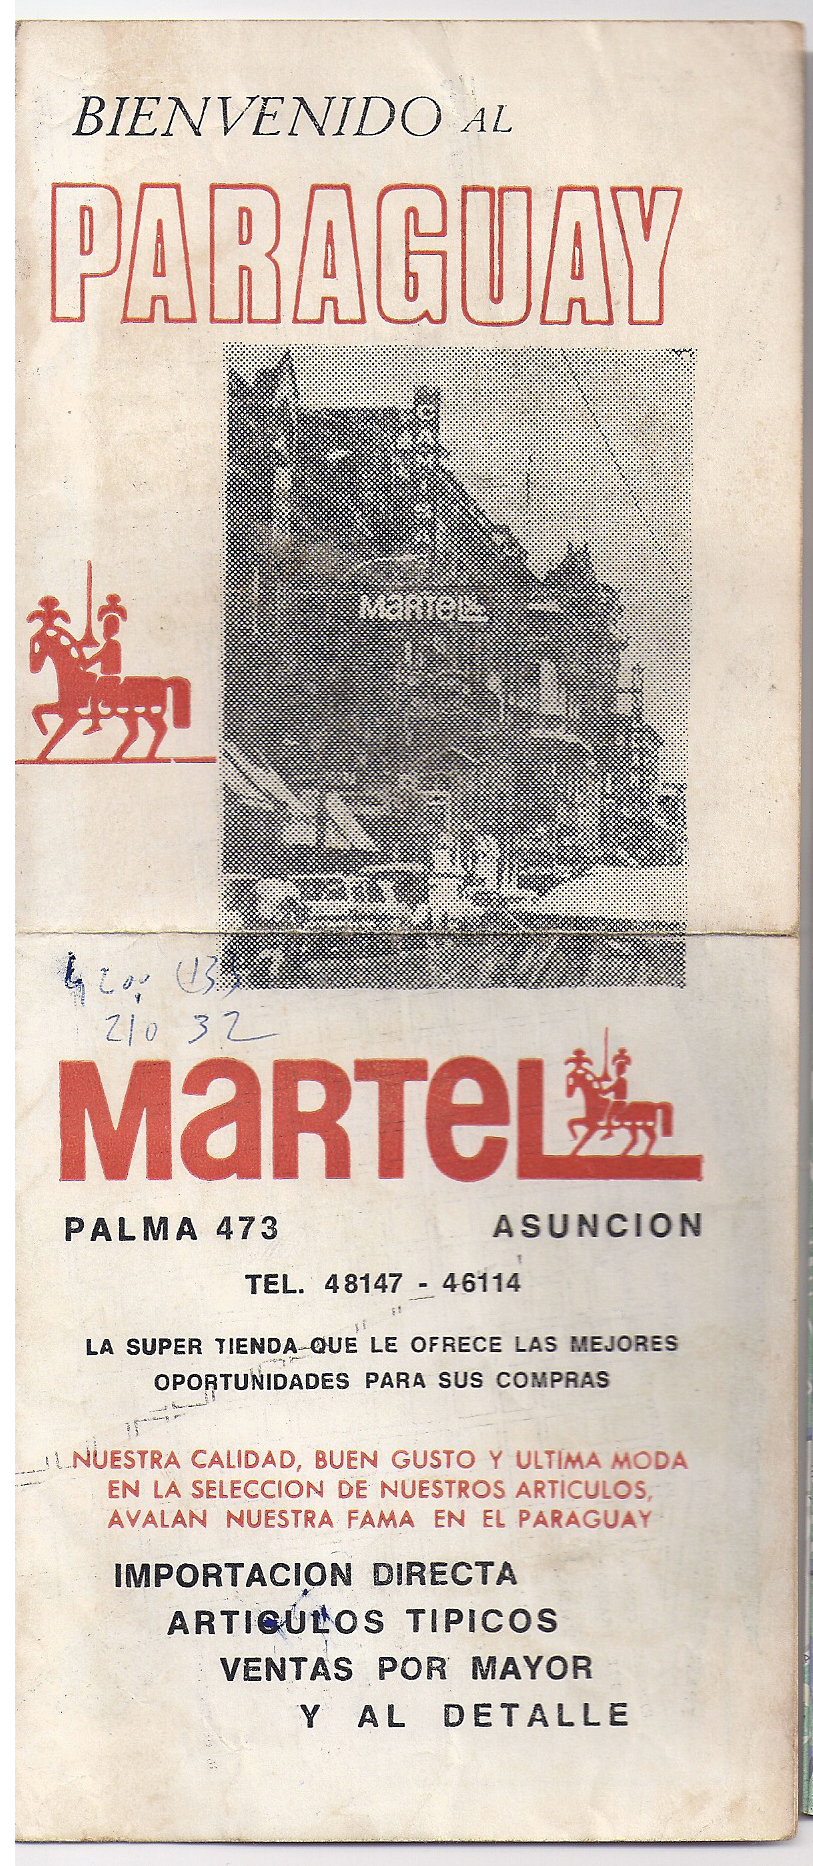 BIENVENIDO AL
PARAGUAY
MARTEL
210 32
MARTEL
PALMA 473 ASUNCION
TEL. 48147 - 46114
LA SUPER TIENDA QUE LE OFRECE LAS MEJORES
OPORTUNIDADES PARA SUS COMPRAS
NUESTRA CALIDAD, BUEN GUSTO Y ULTIMA MODA
EN LA SELECCION DE NUESTROS ARTICULOS,
AVALAN NUESTRA FAMA EN EL PARAGUAY
IMPORTACION DIRECTA
ARTICULOS TIPICOS
VENTAS POR MAYOR
Y AL DETALLE